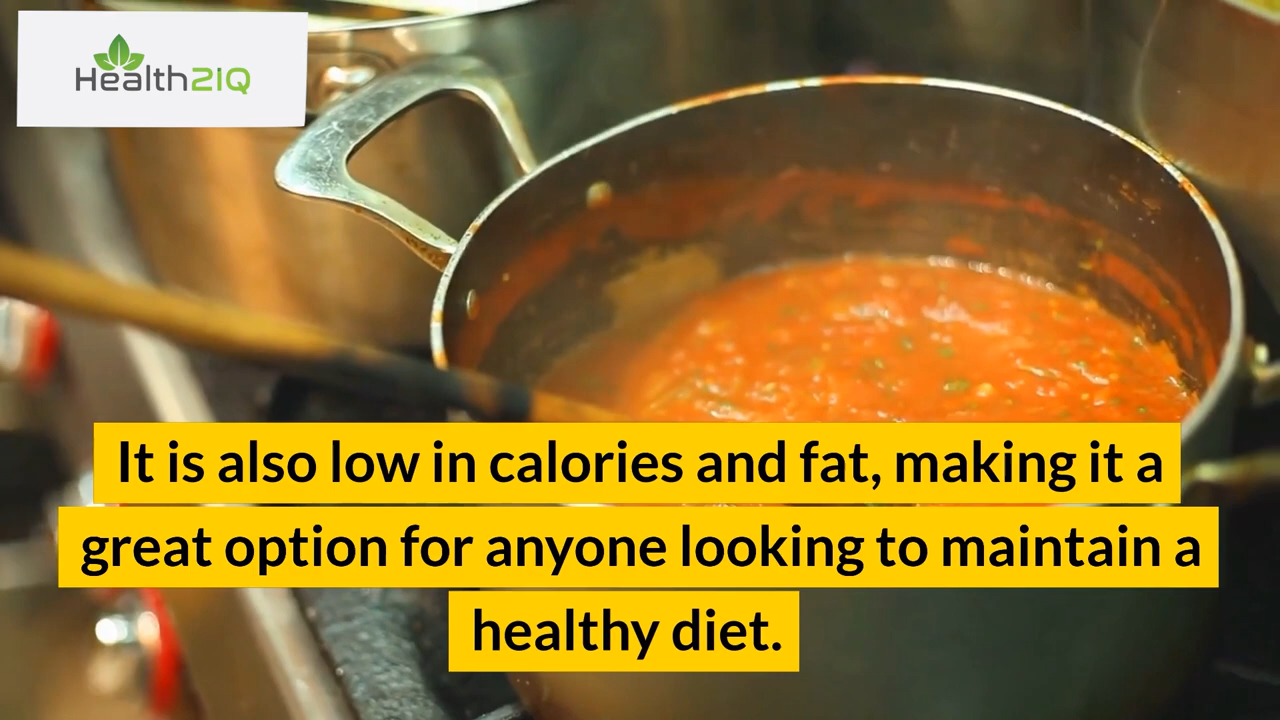 Health2IQ
It is also low in calories and fat, making it a
great option for anyone looking to maintain a
healthy diet.